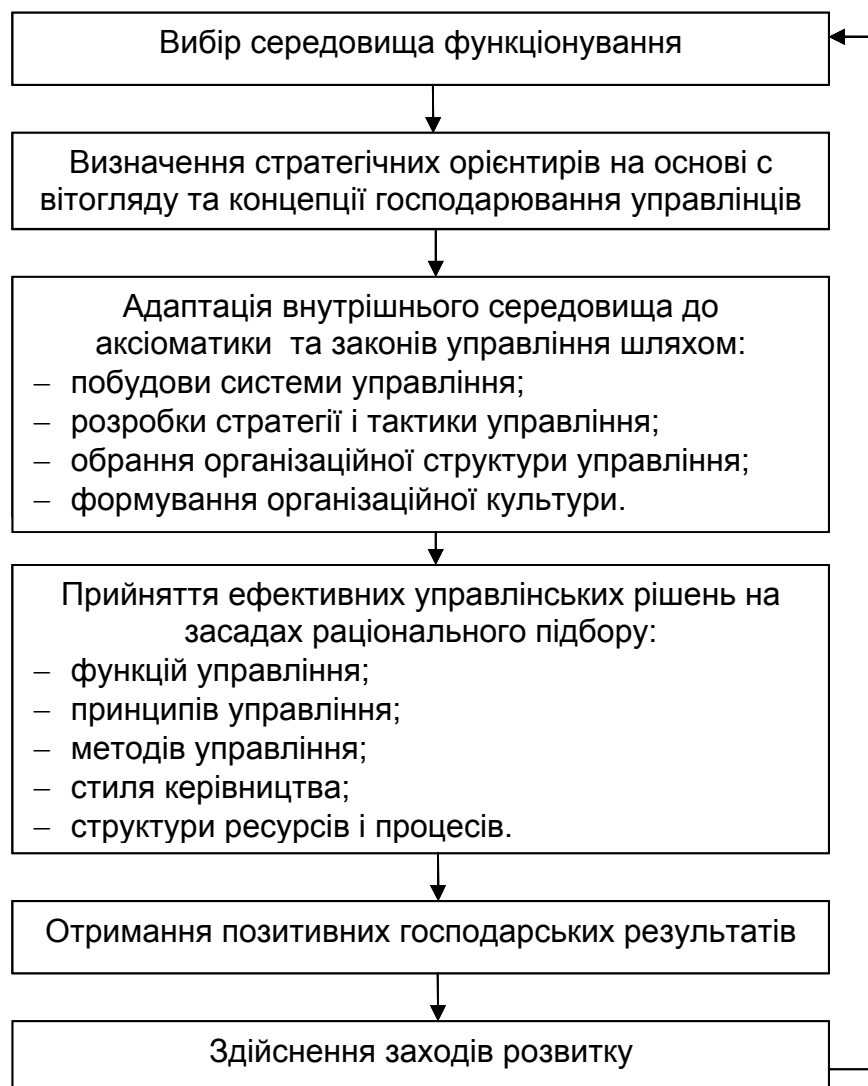 Вибір середовища функціонування
Визначення стратегічних орієнтирів на основі с
вітогляду та концепції господарювання управлінців
Адаптація внутрішнього середовища до
аксіоматики та законів управління шляхом:
– побудови системи управління;
– розробки стратегії і тактики управління;
– обрання організаційної структури управління;
– формування організаційної культури.
Прийняття ефективних управлінських рішень на
засадах раціонального підбору:
– функцій управління;
– принципів управління;
– методів управління;
– стиля керівництва;
– структури ресурсів і процесів.
Отримання позитивних господарських результатів
Здійснення заходів розвитку